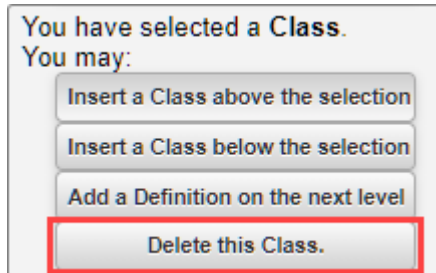 You have selected a Class.
You may:
Insert a Class above the selection
Insert a Class below the selection
Add a Definition on the next level
Delete this Class.